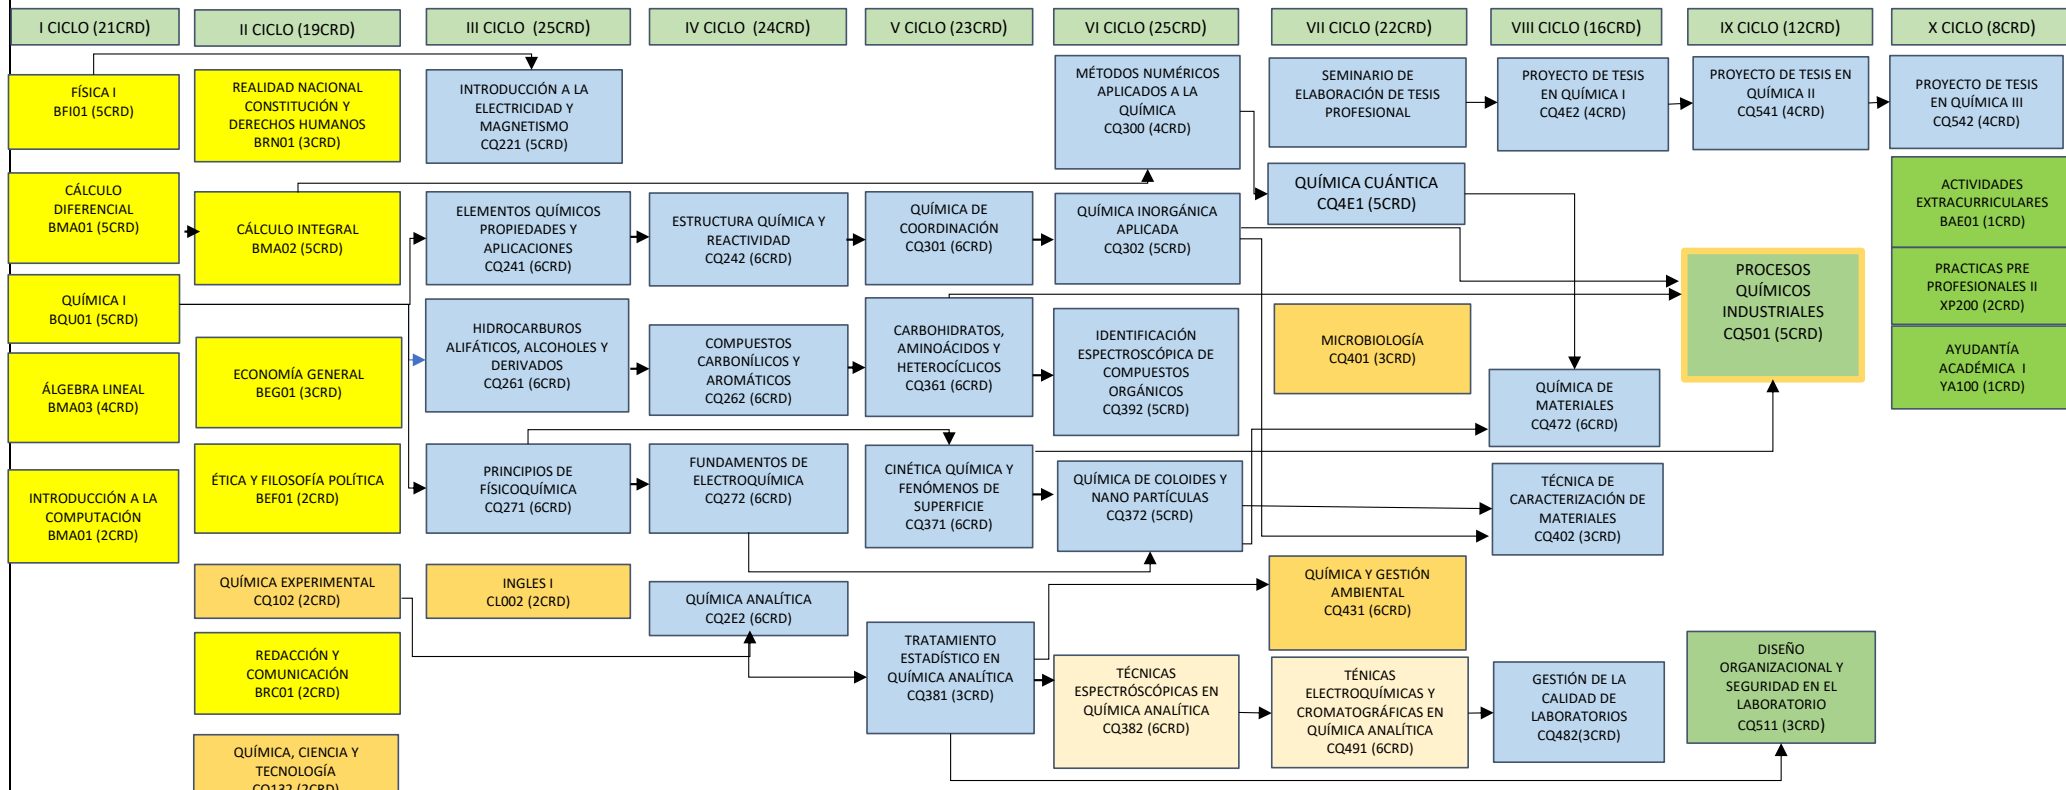 I CICLO (21CRD)
FÍSICA I
BFI01 (5CRD)
CÁLCULO
DIFERENCIAL
BMA01 (5CRD)
QUÍMICA I
BQU01 (5CRD)
ÁLGEBRA LINEAL
BMA03 (4CRD)
INTRODUCCIÓN A LA
COMPUTACIÓN
BMA01 (2CRD)
II CICLO (19CRD)
REALIDAD NACIONAL
CONSTITUCIÓN Y
DERECHOS HUMANOS
BRN01 (3CRD)
CÁLCULO INTEGRAL
BMA02 (5CRD)
ECONOMÍA GENERAL
BEG01 (3CRD)
ÉTICA Y FILOSOFÍA POLÍTICA
BEF01 (2CRD)
QUÍMICA EXPERIMENTAL
CQ102 (2CRD)
REDACCIÓN Y
COMUNICACIÓN
BRC01 (2CRD)
QUÍMICA, CIENCIA Y
TECNOLOGÍA
CQ132 (2CRD)
III CICLO (25CRD)
INTRODUCCIÓN A LA
ELECTRICIDAD Y
MAGNETISMO
CQ221 (5CRD)
ELEMENTOS QUÍMICOS
PROPIEDADES Y
APLICACIONES
CQ241 (6CRD)
HIDROCARBUROS
ALIFÁTICOS, ALCOHOLES Y
DERIVADOS
CQ261 (6CRD)
PRINCIPIOS DE
FÍSICOQUÍMICA
CQ271 (6CRD)
INGLES I
CL002 (2CRD)
IV CICLO (24CRD)
ESTRUCTURA QUÍMICA Y
REACTIVIDAD
CQ242 (6CRD)
COMPUESTOS
CARBONÍLICOS Y
AROMÁTICOS
CQ262 (6CRD)
FUNDAMENTOS DE
ELECTROQUÍMICA
CQ272 (6CRD)
QUÍMICA ANALÍTICA
CQ2E2 (6CRD)
V CICLO (23CRD)
QUÍMICA DE
COORDINACIÓN
CQ301 (6CRD)
CARBOHIDRATOS,
AMINOÁCIDOS Y
HETEROCÍCLICOS
CQ361 (6CRD)
CINÉTICA QUÍMICA Y
FENÓMENOS DE
SUPERFICIE
CQ371 (6CRD)
TRATAMIENTO
ESTADÍSTICO EN
QUÍMICA ANALÍTICA
CQ381 (3CRD)
VI CICLO (25CRD)
MÉTODOS NUMÉRICOS
APLICADOS A LA
QUÍMICA
CQ300 (4CRD)
QUÍMICA INORGÁNICA
APLICADA
CQ302 (5CRD)
IDENTIFICACIÓN
ESPECTROSCÓPICA DE
COMPUESTOS
ORGÁNICOS
CQ392 (5CRD)
QUÍMICA DE COLOIDES Y
NANO PARTÍCULAS
CQ372 (5CRD)
TÉCNICAS
ESPECTRÓSCÓPICAS EN
QUÍMICA ANALÍTICA
CQ382 (6CRD)
VII CICLO (22CRD)
SEMINARIO DE
ELABORACIÓN DE TESIS
PROFESIONAL
QUÍMICA CUÁNTICA
CQ4E1 (5CRD)
MICROBIOLOGÍA
CQ401 (3CRD)
QUÍMICA Y GESTIÓN
AMBIENTAL
CQ431 (6CRD)
TÉNICAS
ELECTROQUÍMICAS Y
CROMATOGRÁFICAS EN
QUÍMICA ANALÍTICA
CQ491 (6CRD)
VIII CICLO (16CRD)
PROYECTO DE TESIS
EN QUÍMICA I
CQ4E2 (4CRD)
QUÍMICA DE
MATERIALES
CQ472 (6CRD)
TÉCNICA DE
CARACTERIZACIÓN DE
MATERIALES
CQ402 (3CRD)
GESTIÓN DE LA
CALIDAD DE
LABORATORIOS
CQ482(3CRD)
IX CICLO (12CRD)
PROYECTO DE TESIS EN
QUÍMICA II
CQ541 (4CRD)
PROCESOS
QUÍMICOS
INDUSTRIALES
CQ501 (5CRD)
DISEÑO
ORGANIZACIONAL Y
SEGURIDAD EN EL
LABORATORIO
CQ511 (3CRD)
X CICLO (8CRD)
PROYECTO DE TESIS
EN QUÍMICA III
CQ542 (4CRD)
ACTIVIDADES
EXTRACURRICULARES
BAE01 (1CRD)
PRACTICAS PRE
PROFESIONALES II
XP200 (2CRD)
AYUDANTÍA
ACADÉMICA I
YA100 (1CRD)